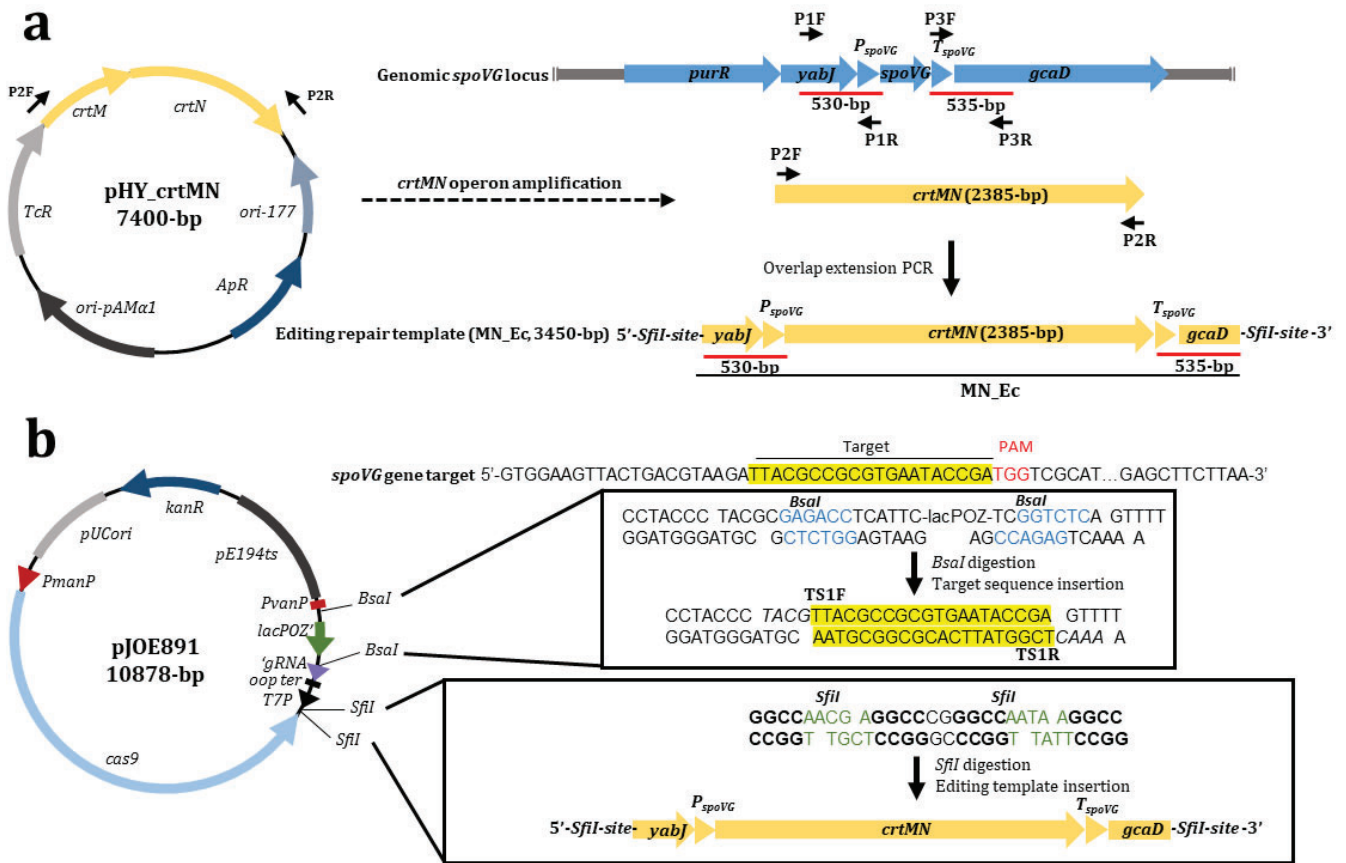 a
P1F
P3F
P_spoVG
T_spoVG
Genomic spoVG locus
purR
yabJ
spoVG
gcaD
530-bp
535-bp
P1R
P3R
P2F
P2R
crtM
crtN
pHY_crtMN
7400-bp
TcR
ori-177
ApR
ori-pAMα1
crtMN operon amplification
P2F
crtMN (2385-bp)
P2R
Overlap extension PCR
P_spoVG
T_spoVG
Editing repair template (MN_Ec, 3450-bp) 5'-SfiI-site- yabJ crtMN (2385-bp) gcaD -SfiI-site-3'
530-bp
535-bp
MN_Ec
b
Target
PAM
spoVG gene target 5'-GTGGAAGTTACTGACGTAAGATTACGCCGCGTGAATACCGATGGTCGCAT...GAGCTTCTTAA-3'
kanR
pUCori
pE194ts
PmanP
PvanP
BsaI
lacPOZ'
BsaI
'gRNA
oop ter
T7P
SfiI
SfiI
pJOE891
10878-bp
cas9
BsaI
BsaI
CCTACCC TACGCGAGACCTCATTC-lacPOZ-TCGGTCTCA GTTTT
GGATGGGATGC GCTCTGGAGTAAG AGCCAGAGTCAAA A
BsaI digestion
Target sequence insertion
TS1F
CCTACCC TACGTTACGCCGCGTGAATACCGA GTTTT
GGATGGGATGC AATGCGGCGCACTTATGGCTCAAA A
TS1R
SfiI
SfiI
GGCCAACG AGGCCCGGGCCAATA AGGCC
CCGGT TGCTCCGGGCCCGGT TATTCCGG
SfiI digestion
Editing template insertion
P_spoVG
T_spoVG
5'-SfiI-site- yabJ crtMN gcaD -SfiI-site-3'